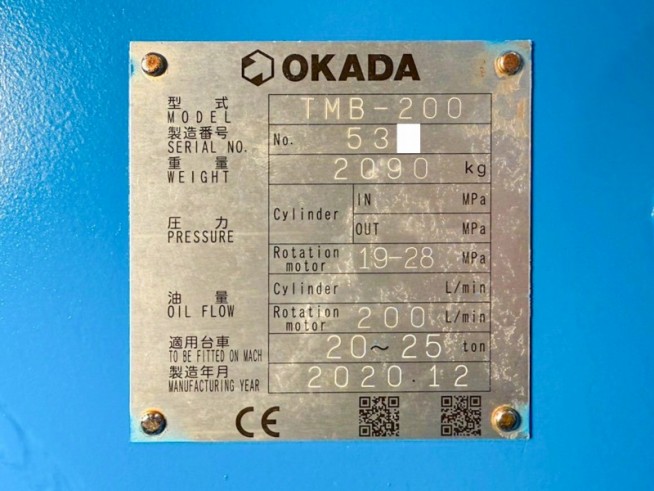 OKADA
型式 TMB-200
MODEL
製造番号 No. 53
SERIAL NO.
重量 2090 kg
WEIGHT
圧力
PRESSURE
Cylinder IN MPa
OUT MPa
Rotation motor 19-28 MPa
油量
OIL FLOW
Cylinder L/min
Rotation motor 200 L/min
適用台車 20~25 ton
TO BE FITTED ON MACH
製造年月 2020.12
MANUFACTURING YEAR
CE